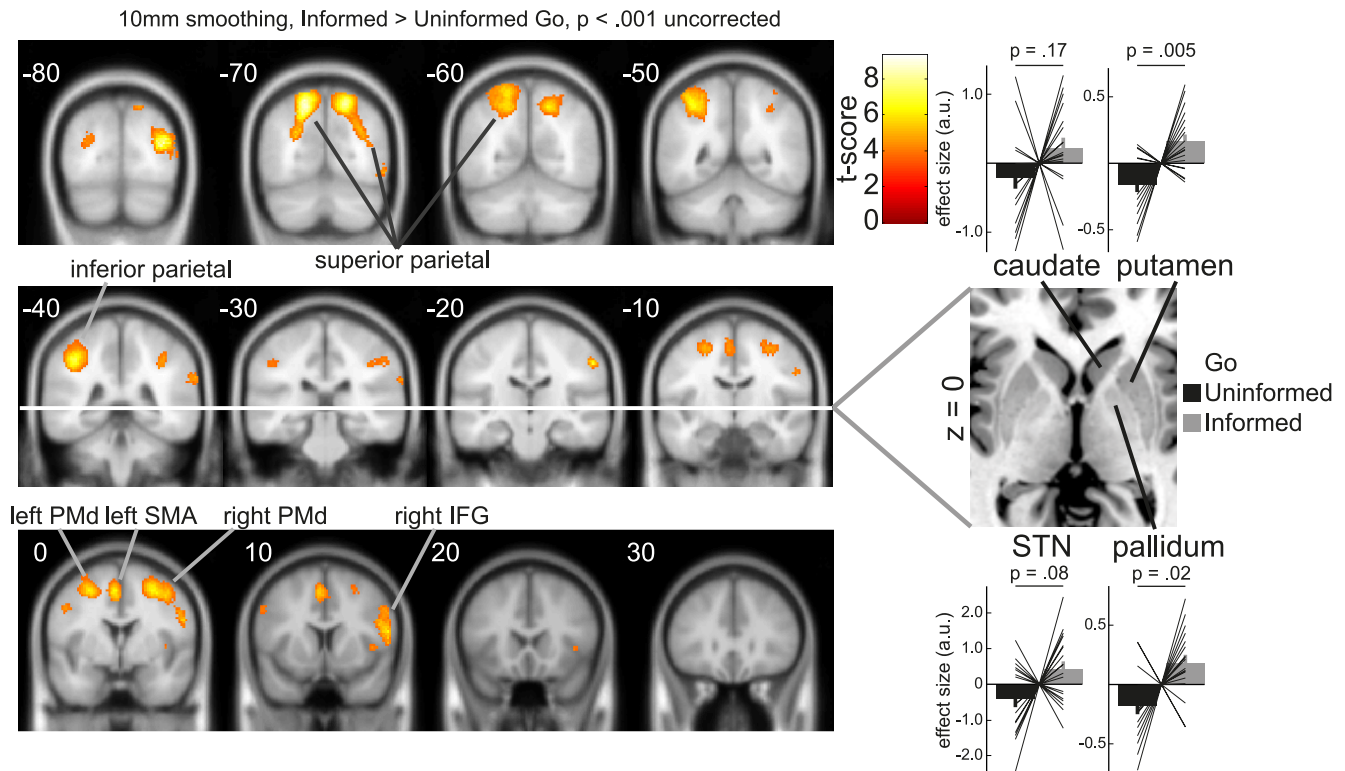 10mm smoothing, Informed > Uninformed Go, p < .001 uncorrected
-80
-70
-60
-50
superior parietal
t-score
8
6
4
2
0
inferior parietal
-40
-30
-20
-10
left PMd
left SMA
right PMd
right IFG
0
10
20
30
p = .17
p = .005
effect size (a.u.)
1.0
0
-1.0
0.5
0
-0.5
caudate
putamen
z = 0
Go
Uninformed
Informed
STN
pallidum
p = .08
p = .02
effect size (a.u.)
2.0
1.0
0
-1.0
-2.0
0.5
0
-0.5